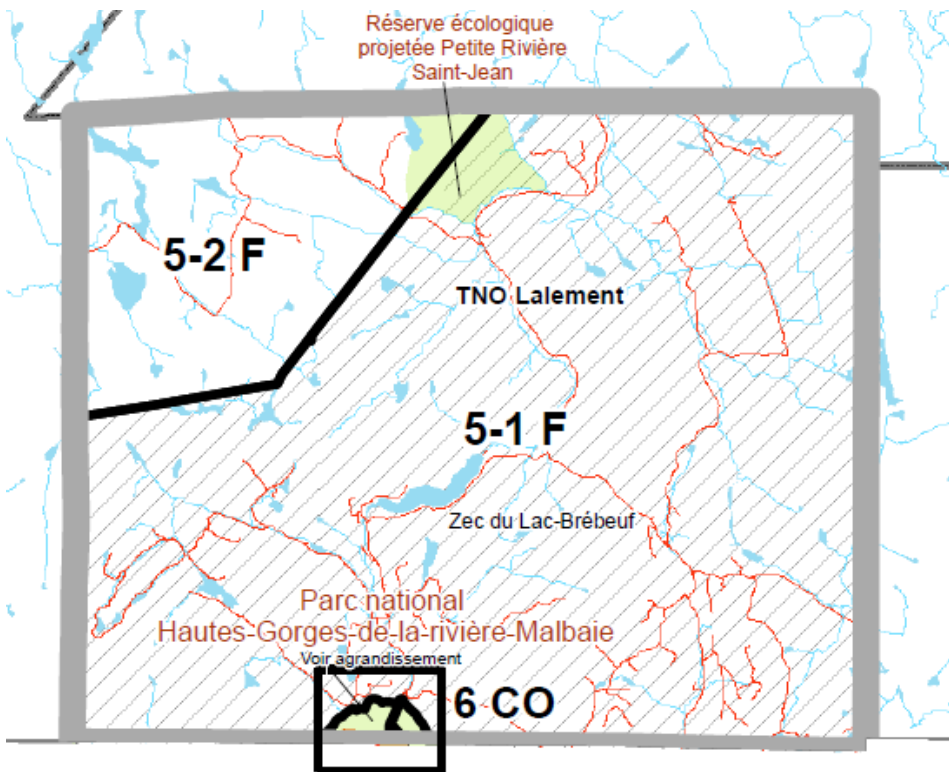 Réserve écologique
projetée Petite Rivière
Saint-Jean
5-2 F
TNO Lalement
5-1 F
Zec du Lac-Brébeuf
Parc national
Hautes-Gorges-de-la-rivière-Malbaie
Voir agrandissement
6 CO